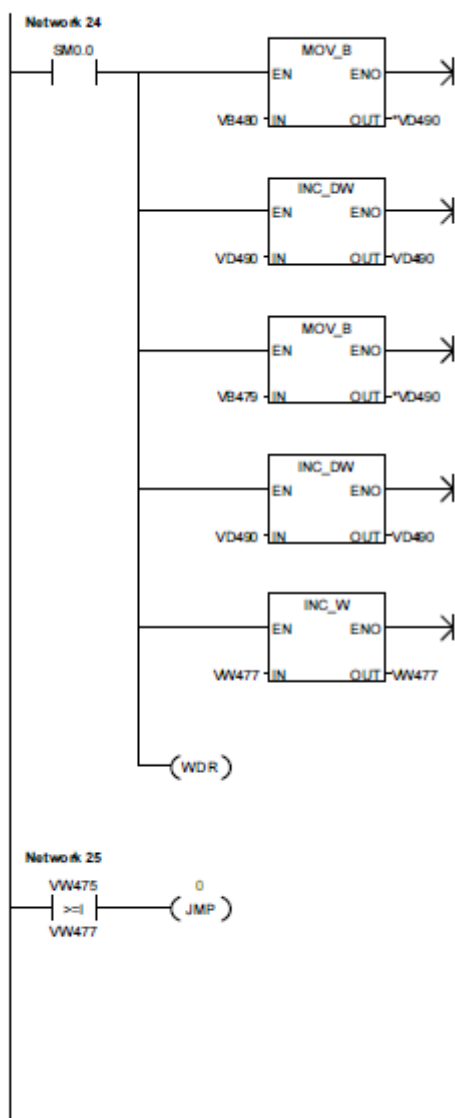 Network 24
SM0.0
MOV_B
EN ENO
VB480 IN OUT *VD490
INC_DW
EN ENO
VD490 IN OUT VD490
MOV_B
EN ENO
VB479 IN OUT *VD490
INC_DW
EN ENO
VD490 IN OUT VD490
INC_W
EN ENO
VW477 IN OUT VW477
WDR
Network 25
VW475 0
>=I JMP
VW477